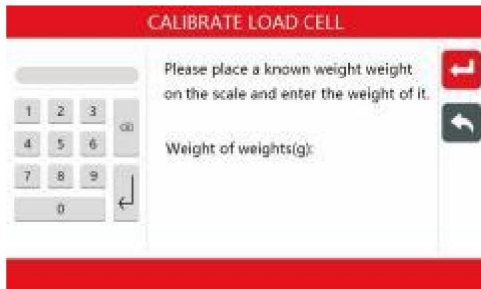 CALIBRATE LOAD CELL
Please place a known weight weight
on the scale and enter the weight of it.
Weight of weights(g):
1 2 3
4 5 6
7 8 9
0